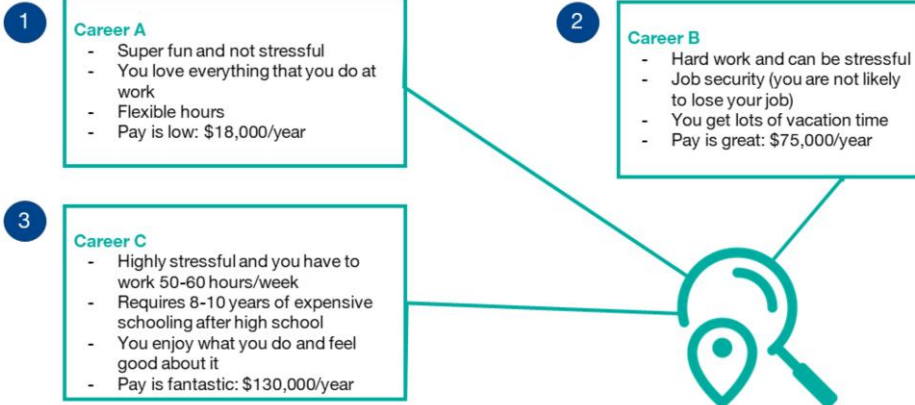 1
Career A
- Super fun and not stressful
- You love everything that you do at
work
- Flexible hours
- Pay is low: $18,000/year
2
Career B
- Hard work and can be stressful
- Job security (you are not likely
to lose your job)
- You get lots of vacation time
- Pay is great: $75,000/year
3
Career C
- Highly stressful and you have to
work 50-60 hours/week
- Requires 8-10 years of expensive
schooling after high school
- You enjoy what you do and feel
good about it
- Pay is fantastic: $130,000/year